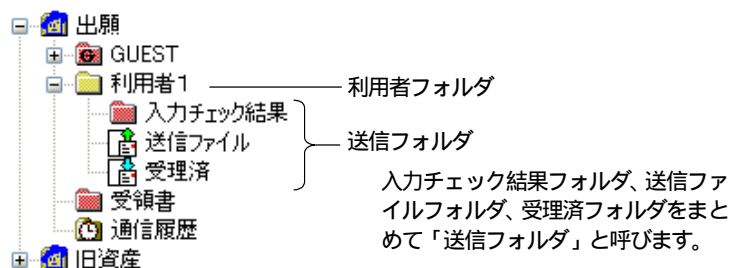 出願
GUEST
利用者1
利用者フォルダ
入力チェック結果
送信ファイル
送信フォルダ
受理済
受領書
通信履歴
旧資産
入力チェック結果フォルダ、送信ファ
イルフォルダ、受理済フォルダをまと
めて「送信フォルダ」と呼びます。